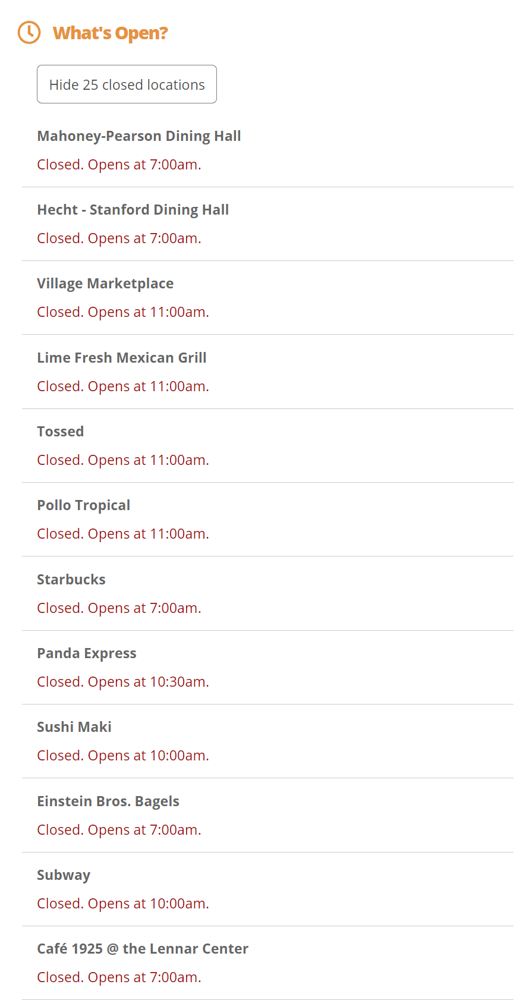 What's Open?
Hide 25 closed locations
Mahoney-Pearson Dining Hall
Closed. Opens at 7:00am.
Hecht - Stanford Dining Hall
Closed. Opens at 7:00am.
Village Marketplace
Closed. Opens at 11:00am.
Lime Fresh Mexican Grill
Closed. Opens at 11:00am.
Tossed
Closed. Opens at 11:00am.
Pollo Tropical
Closed. Opens at 11:00am.
Starbucks
Closed. Opens at 7:00am.
Panda Express
Closed. Opens at 10:30am.
Sushi Maki
Closed. Opens at 10:00am.
Einstein Bros. Bagels
Closed. Opens at 7:00am.
Subway
Closed. Opens at 10:00am.
Café 1925 @ the Lennar Center
Closed. Opens at 7:00am.